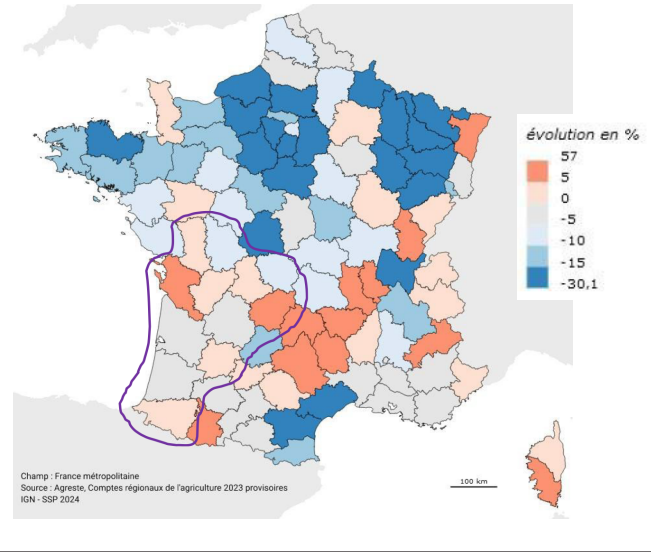 évolution en %
57
5
0
-5
-10
-15
-30,1
Champ : France métropolitaine
Source : Agreste, Comptes régionaux de l'agriculture 2023 provisoires
IGN - SSP 2024
100 km